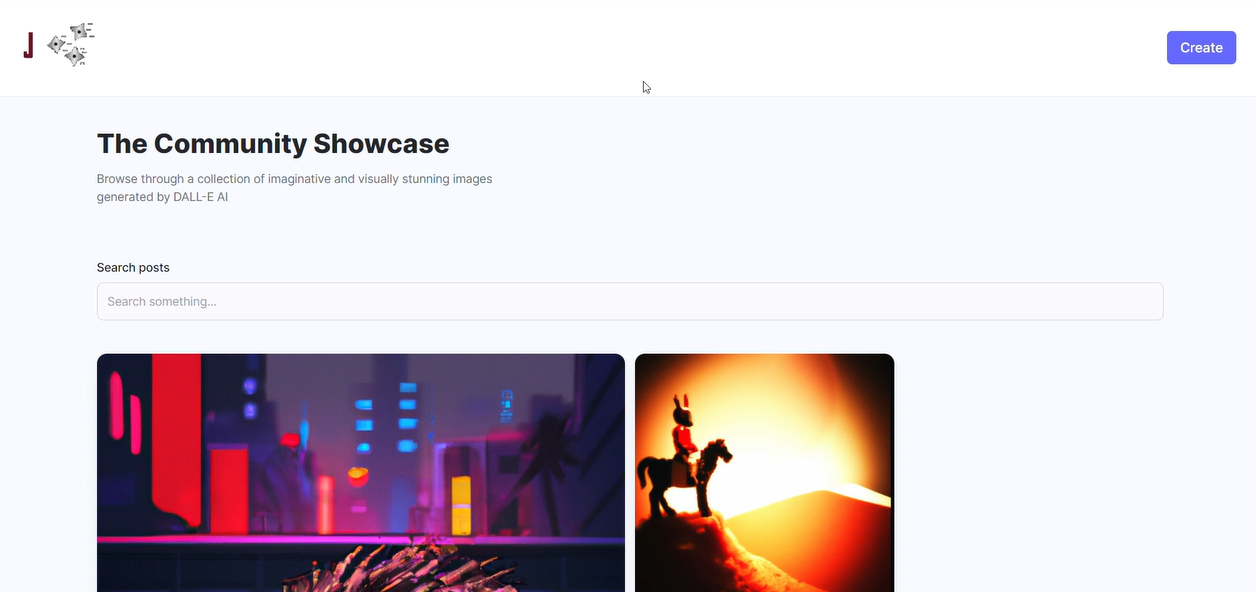 J
Create
The Community Showcase
Browse through a collection of imaginative and visually stunning images
generated by DALL-E AI
Search posts
Search something...